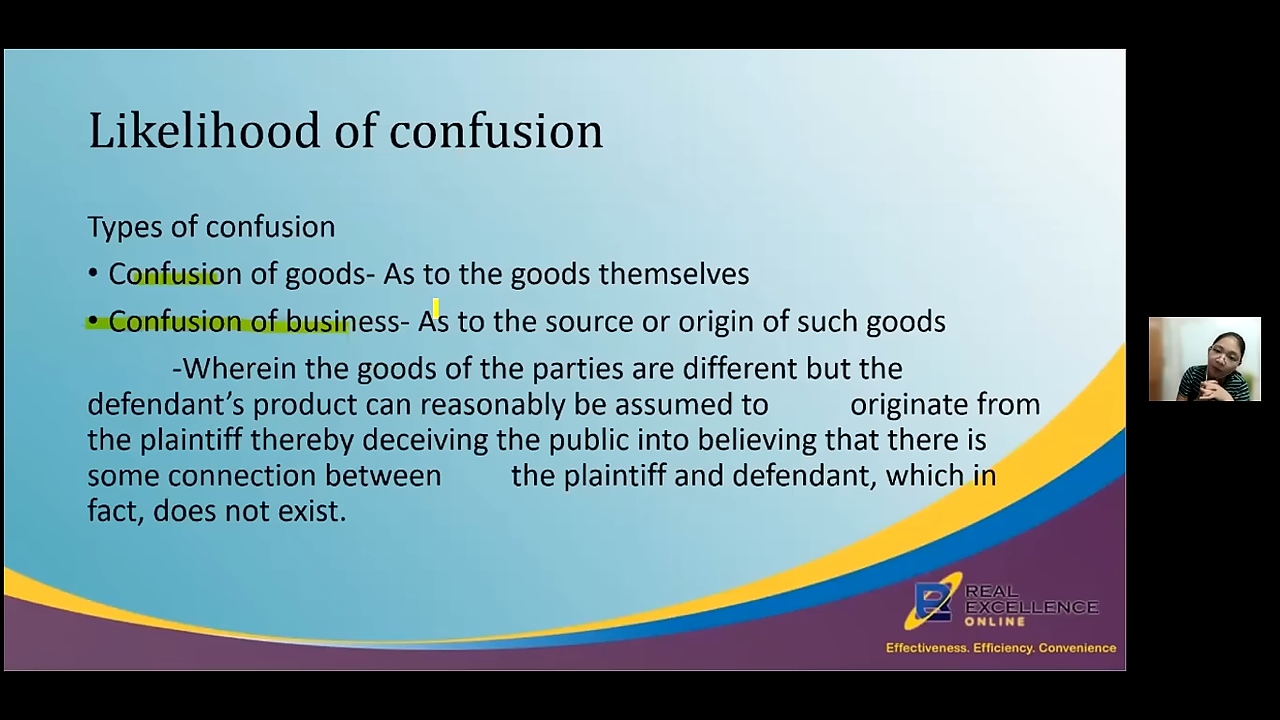 Likelihood of confusion
Types of confusion
• Confusion of goods- As to the goods themselves
• Confusion of business- As to the source or origin of such goods
-Wherein the goods of the parties are different but the
defendant’s product can reasonably be assumed to originate from
the plaintiff thereby deceiving the public into believing that there is
some connection between the plaintiff and defendant, which in
fact, does not exist.
REAL
EXCELLENCE
ONLINE
Effectiveness. Efficiency. Convenience